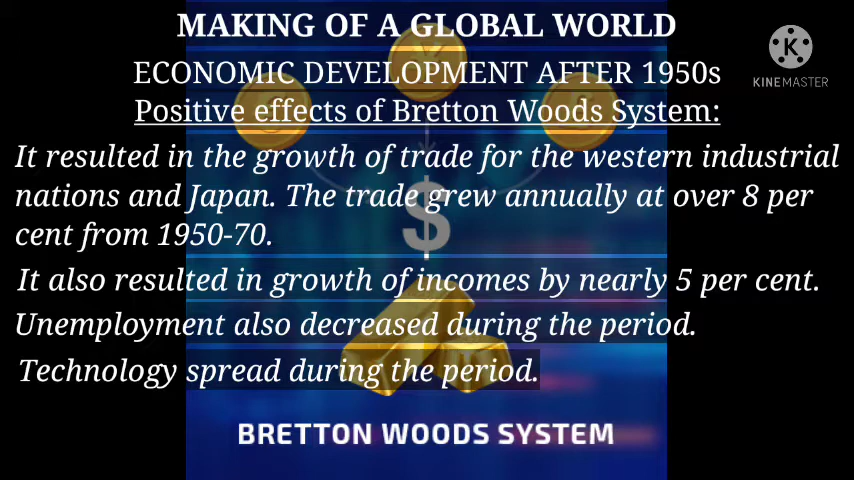 MAKING OF A GLOBAL WORLD
KINEMASTER
ECONOMIC DEVELOPMENT AFTER 1950s
Positive effects of Bretton Woods System:
It resulted in the growth of trade for the western industrial
nations and Japan. The trade grew annually at over 8 per
cent from 1950-70.
It also resulted in growth of incomes by nearly 5 per cent.
Unemployment also decreased during the period.
Technology spread during the period.
BRETTON WOODS SYSTEM